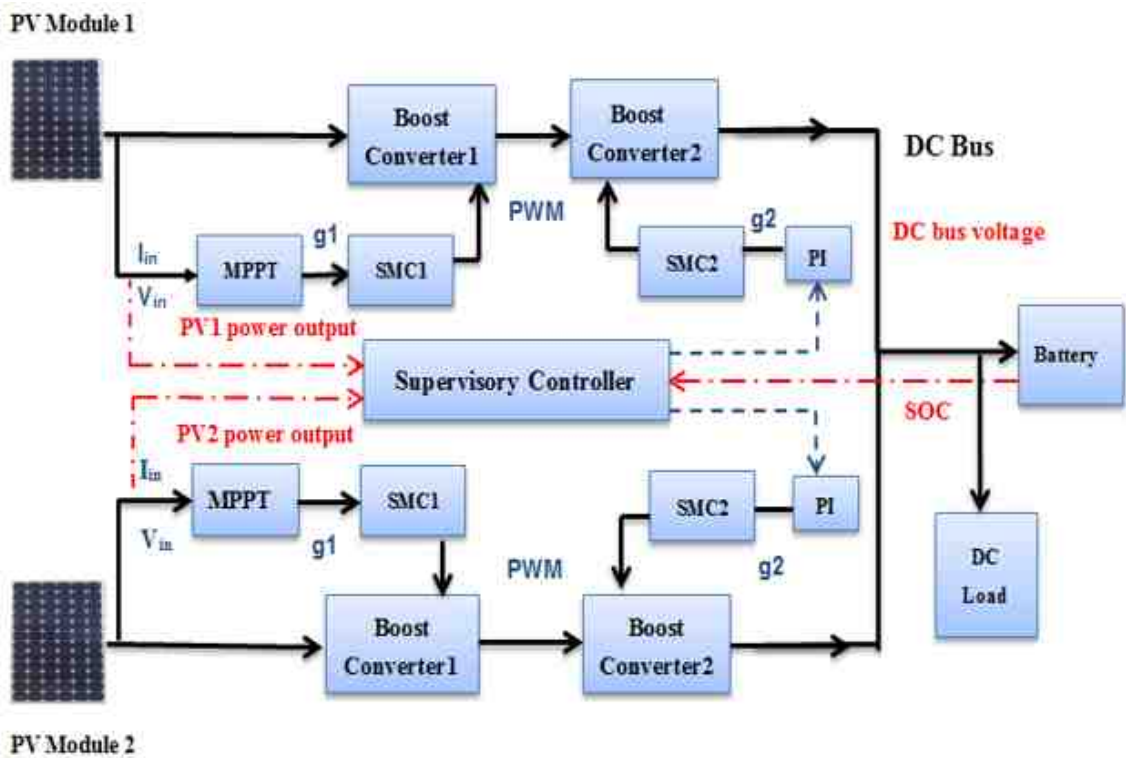 PV Module 1
Boost
Converter1
Boost
Converter2
DC Bus
PWM
g1
g2
DC bus voltage
Iin
Vin
MPPT
SMC1
SMC2
PI
PV1 power output
Supervisory Controller
Battery
SOC
PV2 power output
Iin
Vin
MPPT
SMC1
SMC2
PI
g1
PWM
g2
DC
Load
Boost
Converter1
Boost
Converter2
PV Module 2